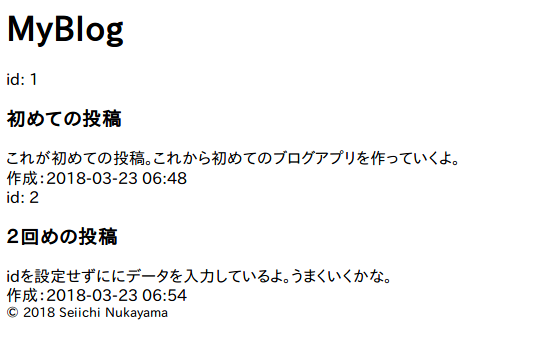 MyBlog
id: 1
初めての投稿
これが初めての投稿。これから初めてのブログアプリを作っていくよ。
作成：2018-03-23 06:48
id: 2
２回めの投稿
idを設定せずににデータを入力しているよ。うまくいくかな。
作成：2018-03-23 06:54
© 2018 Seiichi Nukayama